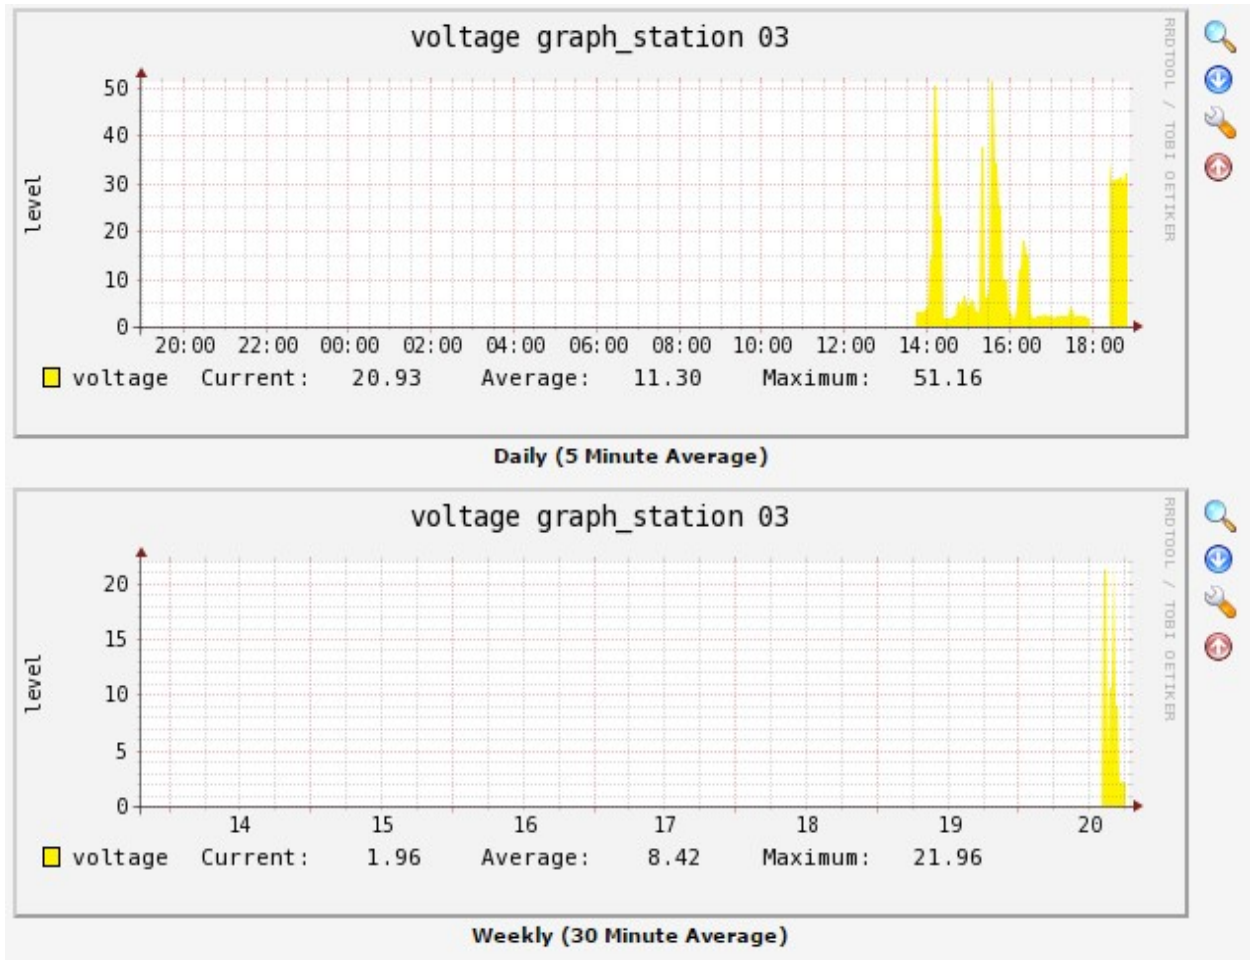 voltage graph_station 03
RRDTOOL / TOBI OETIKER
level
50
40
30
20
10
0
20:00 22:00 00:00 02:00 04:00 06:00 08:00 10:00 12:00 14:00 16:00 18:00
voltage Current: 20.93 Average: 11.30 Maximum: 51.16
Daily (5 Minute Average)
voltage graph_station 03
RRDTOOL / TOBI OETIKER
level
20
15
10
5
0
14 15 16 17 18 19 20
voltage Current: 1.96 Average: 8.42 Maximum: 21.96
Weekly (30 Minute Average)